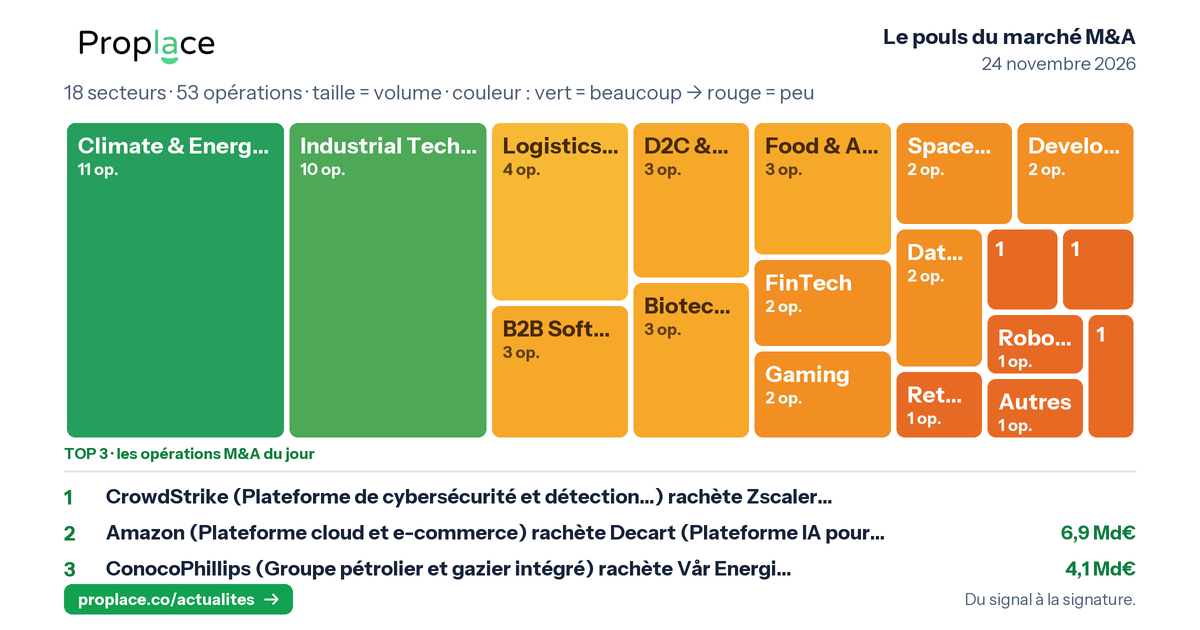 Proplace
Le pouls du marché M&A
24 novembre 2026
18 secteurs · 53 opérations · taille = volume · couleur : vert = beaucoup → rouge = peu
Climate & Energ...
11 op.
Industrial Tech...
10 op.
Logistics...
4 op.
B2B Soft...
3 op.
D2C &...
3 op.
Biotec...
3 op.
Food & A...
3 op.
FinTech
2 op.
Gaming
2 op.
Space...
2 op.
Develo...
2 op.
Dat...
2 op.
Ret...
1 op.
1
1
Robo...
1 op.
Autres
1 op.
1
TOP 3 · les opérations M&A du jour
1 CrowdStrike (Plateforme de cybersécurité et détection...) rachète Zscaler...
2 Amazon (Plateforme cloud et e-commerce) rachète Decart (Plateforme IA pour... 6,9 Md€
3 ConocoPhillips (Groupe pétrolier et gazier intégré) rachète Vår Energi... 4,1 Md€
proplace.co/actualites →
Du signal à la signature.